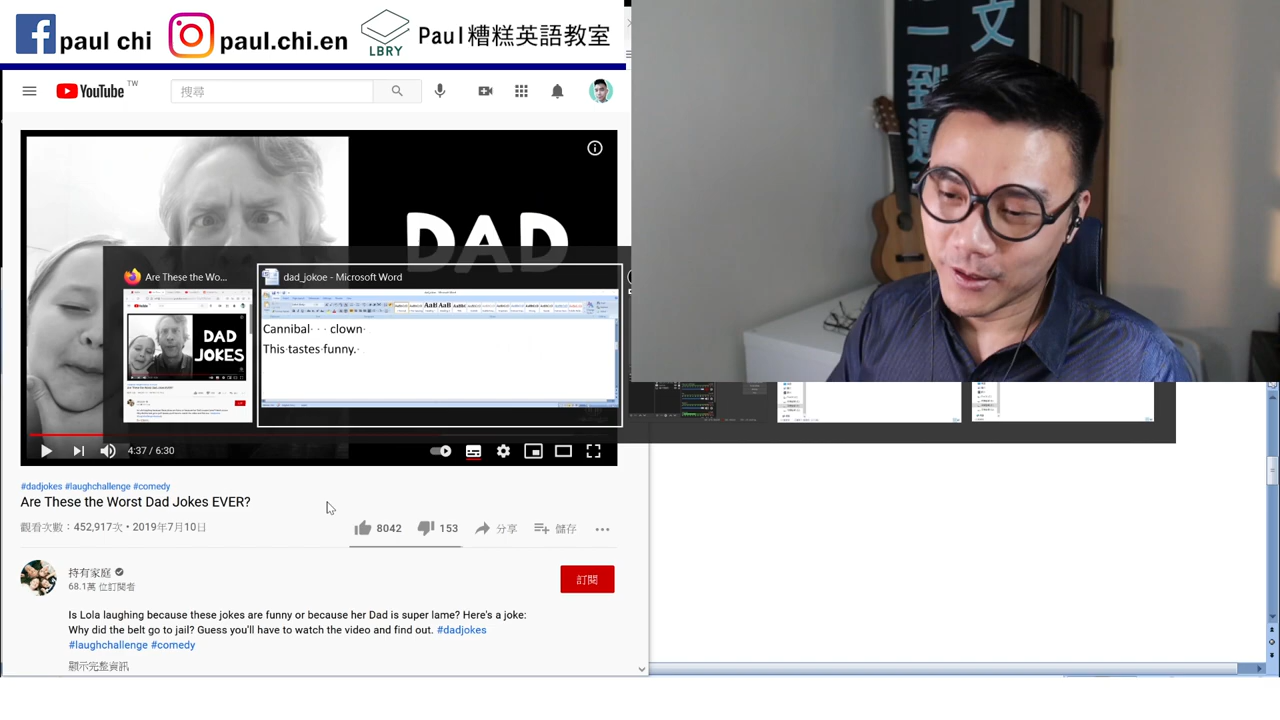 paul chi
paul.chi.en
LBRY
Paul糟糕英語教室
YouTube TW
搜尋
DAD
Are These the Wo...
DAD
JOKES
dad_jokoe - Microsoft Word
Cannibal clown
This tastes funny.
4:37 / 6:30
#dadjokes #laughchallenge #comedy
Are These the Worst Dad Jokes EVER?
觀看次數：452,917次 • 2019年7月10日
8042
153
分享
儲存
持有家庭
68.1萬 位訂閱者
訂閱
Is Lola laughing because these jokes are funny or because her Dad is super lame? Here's a joke:
Why did the belt go to jail? Guess you'll have to watch the video and find out. #dadjokes
#laughchallenge #comedy
顯示完整資訊
文
一到週